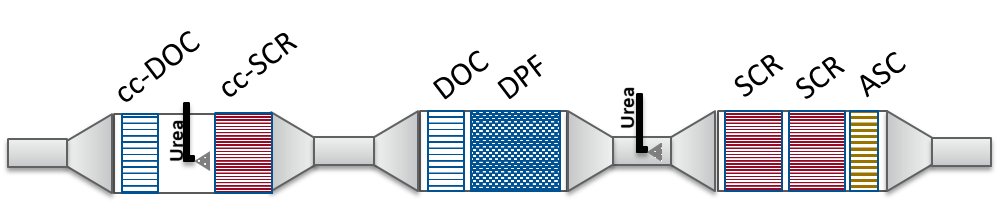 cc-DOC
Urea
cc-SCR
DOC
DPF
Urea
SCR
SCR
ASC